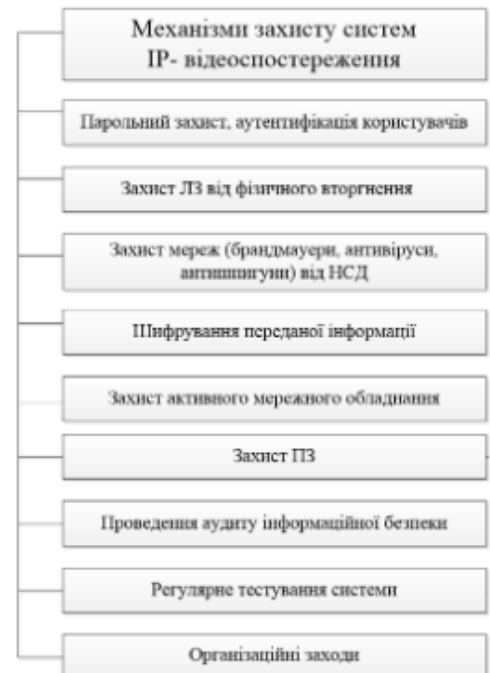 Механізми захисту систем
IP- відеоспостереження
Парольний захист, аутентифікація користувачів
Захист ЛЗ від фізичного вторгнення
Захист мереж (брандмауери, антивіруси,
антишпигуни) від НСД
Шифрування переданої інформації
Захист активного мережного обладнання
Захист ПЗ
Проведення аудиту інформаційної безпеки
Регулярне тестування системи
Організаційні заходи